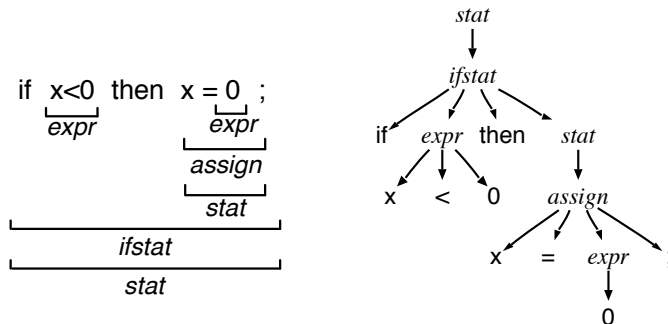 if x<0 then x = 0 ;
expr expr
assign
stat
ifstat
stat
stat
ifstat
if expr then stat
x < 0 assign
x = expr ;
0